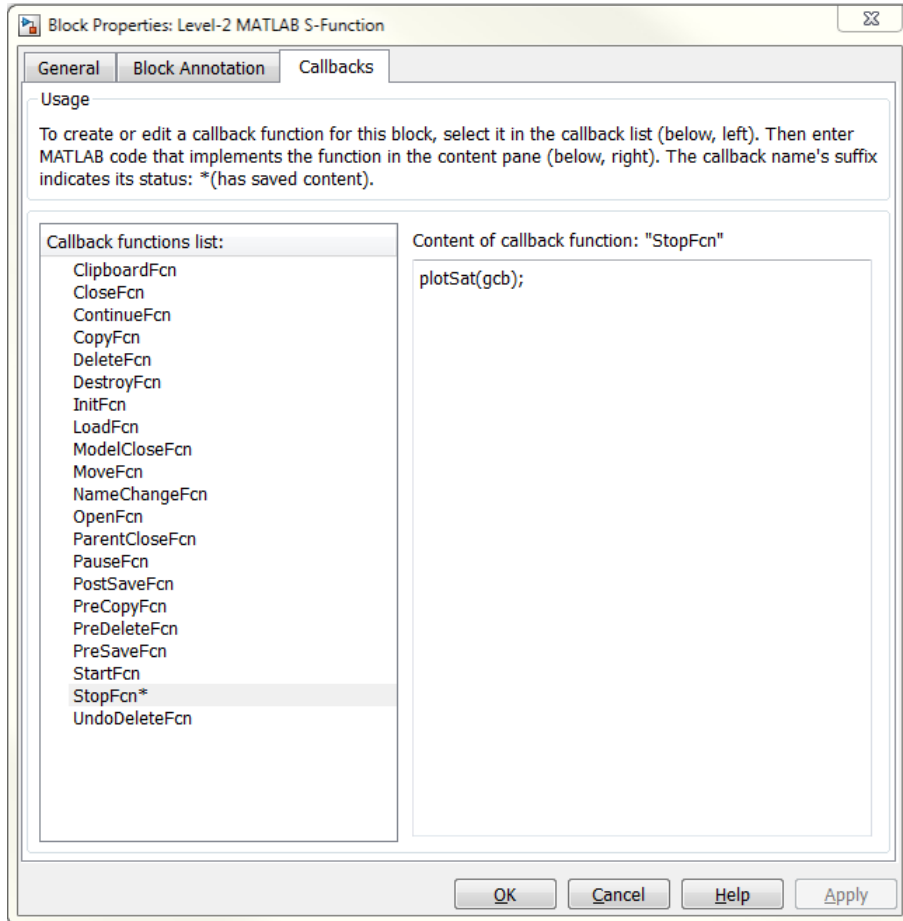 Block Properties: Level-2 MATLAB S-Function
General
Block Annotation
Callbacks
Usage
To create or edit a callback function for this block, select it in the callback list (below, left). Then enter
MATLAB code that implements the function in the content pane (below, right). The callback name's suffix
indicates its status: *(has saved content).
Callback functions list:
ClipboardFcn
CloseFcn
ContinueFcn
CopyFcn
DeleteFcn
DestroyFcn
InitFcn
LoadFcn
ModelCloseFcn
MoveFcn
NameChangeFcn
OpenFcn
ParentCloseFcn
PauseFcn
PostSaveFcn
PreCopyFcn
PreDeleteFcn
PreSaveFcn
StartFcn
StopFcn*
UndoDeleteFcn
Content of callback function: "StopFcn"
plotSat(gcb);
OK
Cancel
Help
Apply